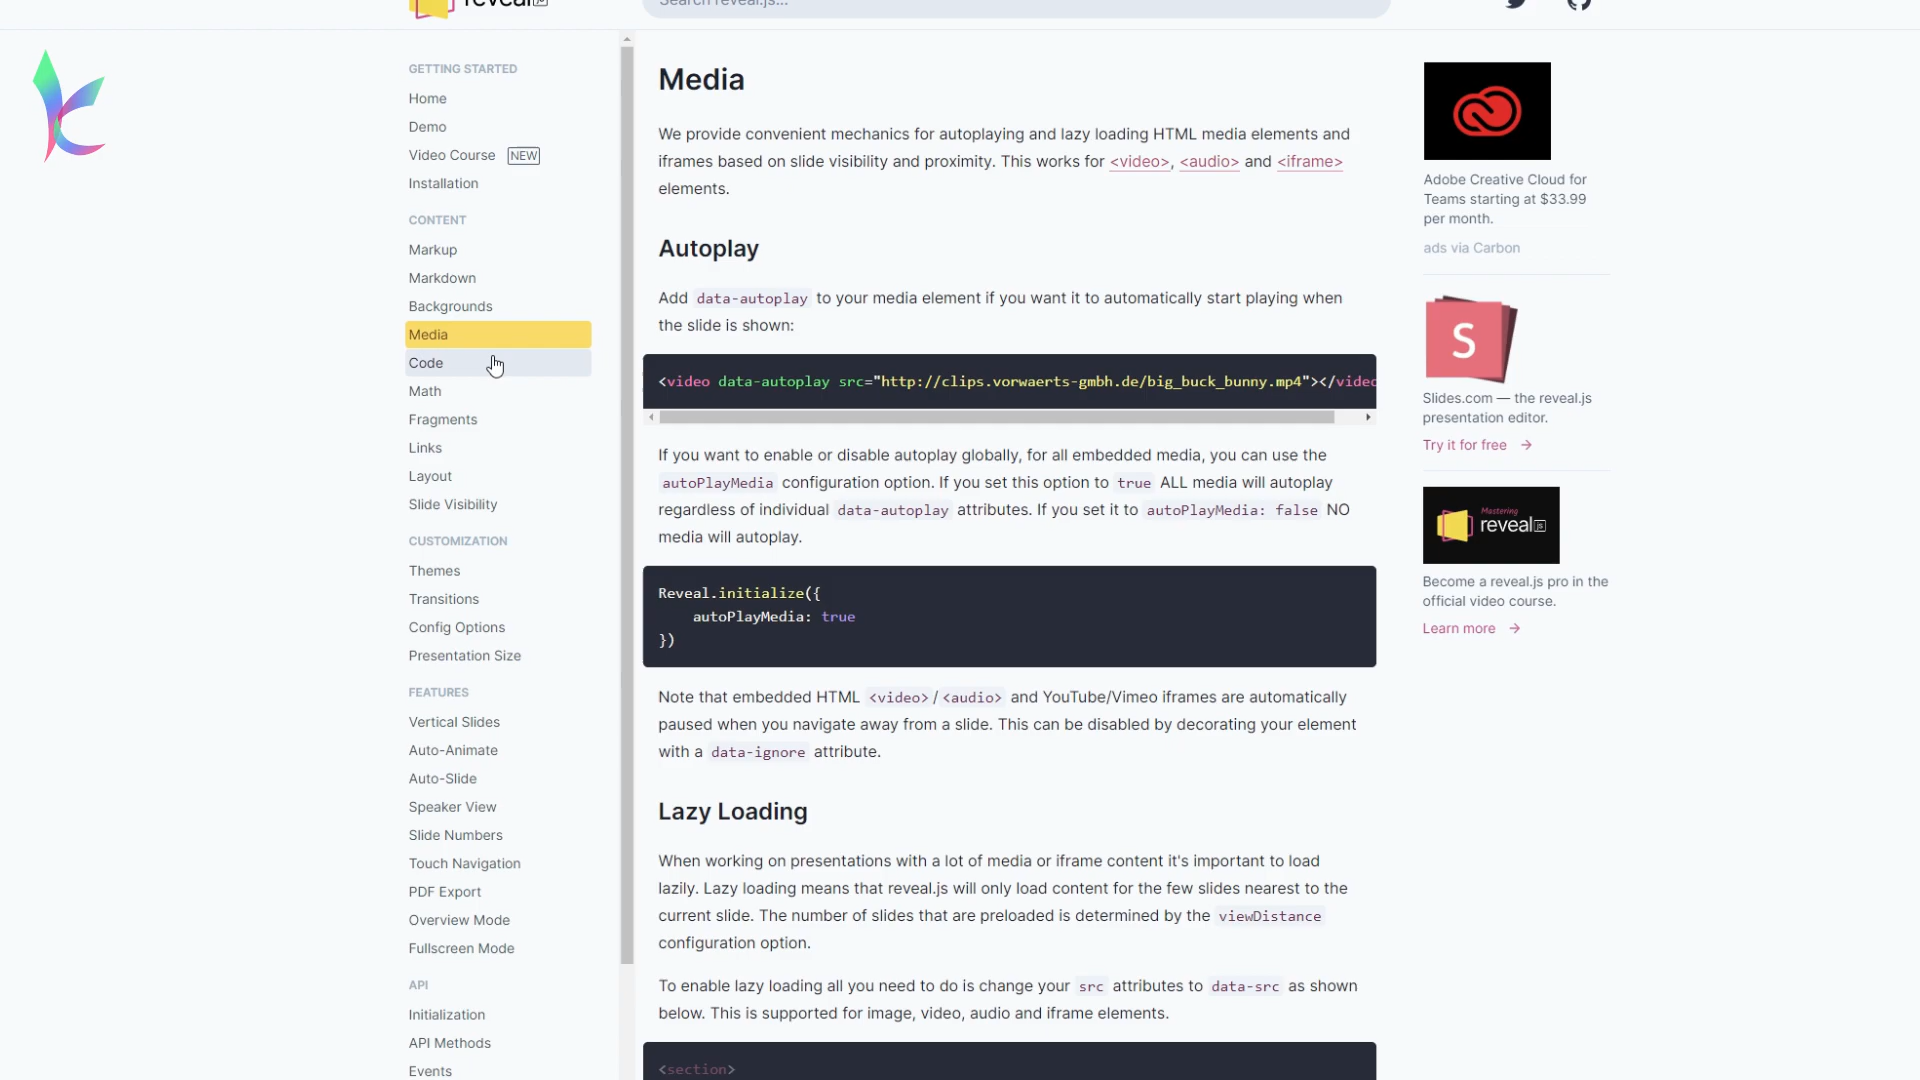 reveal
Search reveal.js...
GETTING STARTED
Home
Demo
Video Course NEW
Installation
CONTENT
Markup
Markdown
Backgrounds
Media
Code
Math
Fragments
Links
Layout
Slide Visibility
CUSTOMIZATION
Themes
Transitions
Config Options
Presentation Size
FEATURES
Vertical Slides
Auto-Animate
Auto-Slide
Speaker View
Slide Numbers
Touch Navigation
PDF Export
Overview Mode
Fullscreen Mode
API
Initialization
API Methods
Events
Media
We provide convenient mechanics for autoplaying and lazy loading HTML media elements and
iframes based on slide visibility and proximity. This works for <video>, <audio> and <iframe>
elements.
Autoplay
Add data-autoplay to your media element if you want it to automatically start playing when
the slide is shown:
<video data-autoplay src="http://clips.vorwaerts-gmbh.de/big_buck_bunny.mp4"></video
If you want to enable or disable autoplay globally, for all embedded media, you can use the
autoPlayMedia configuration option. If you set this option to true ALL media will autoplay
regardless of individual data-autoplay attributes. If you set it to autoPlayMedia: false NO
media will autoplay.
Reveal.initialize({
autoPlayMedia: true
})
Note that embedded HTML <video>/<audio> and YouTube/Vimeo iframes are automatically
paused when you navigate away from a slide. This can be disabled by decorating your element
with a data-ignore attribute.
Lazy Loading
When working on presentations with a lot of media or iframe content it's important to load
lazily. Lazy loading means that reveal.js will only load content for the few slides nearest to the
current slide. The number of slides that are preloaded is determined by the viewDistance
configuration option.
To enable lazy loading all you need to do is change your src attributes to data-src as shown
below. This is supported for image, video, audio and iframe elements.
<section>
Adobe Creative Cloud for
Teams starting at $33.99
per month.
ads via Carbon
S
Slides.com — the reveal.js
presentation editor.
Try it for free →
Mastering
reveal JS
Become a reveal.js pro in the
official video course.
Learn more →